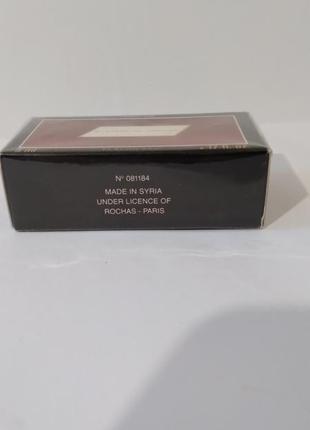 N° 081184
MADE IN SYRIA
UNDER LICENCE OF
ROCHAS - PARIS